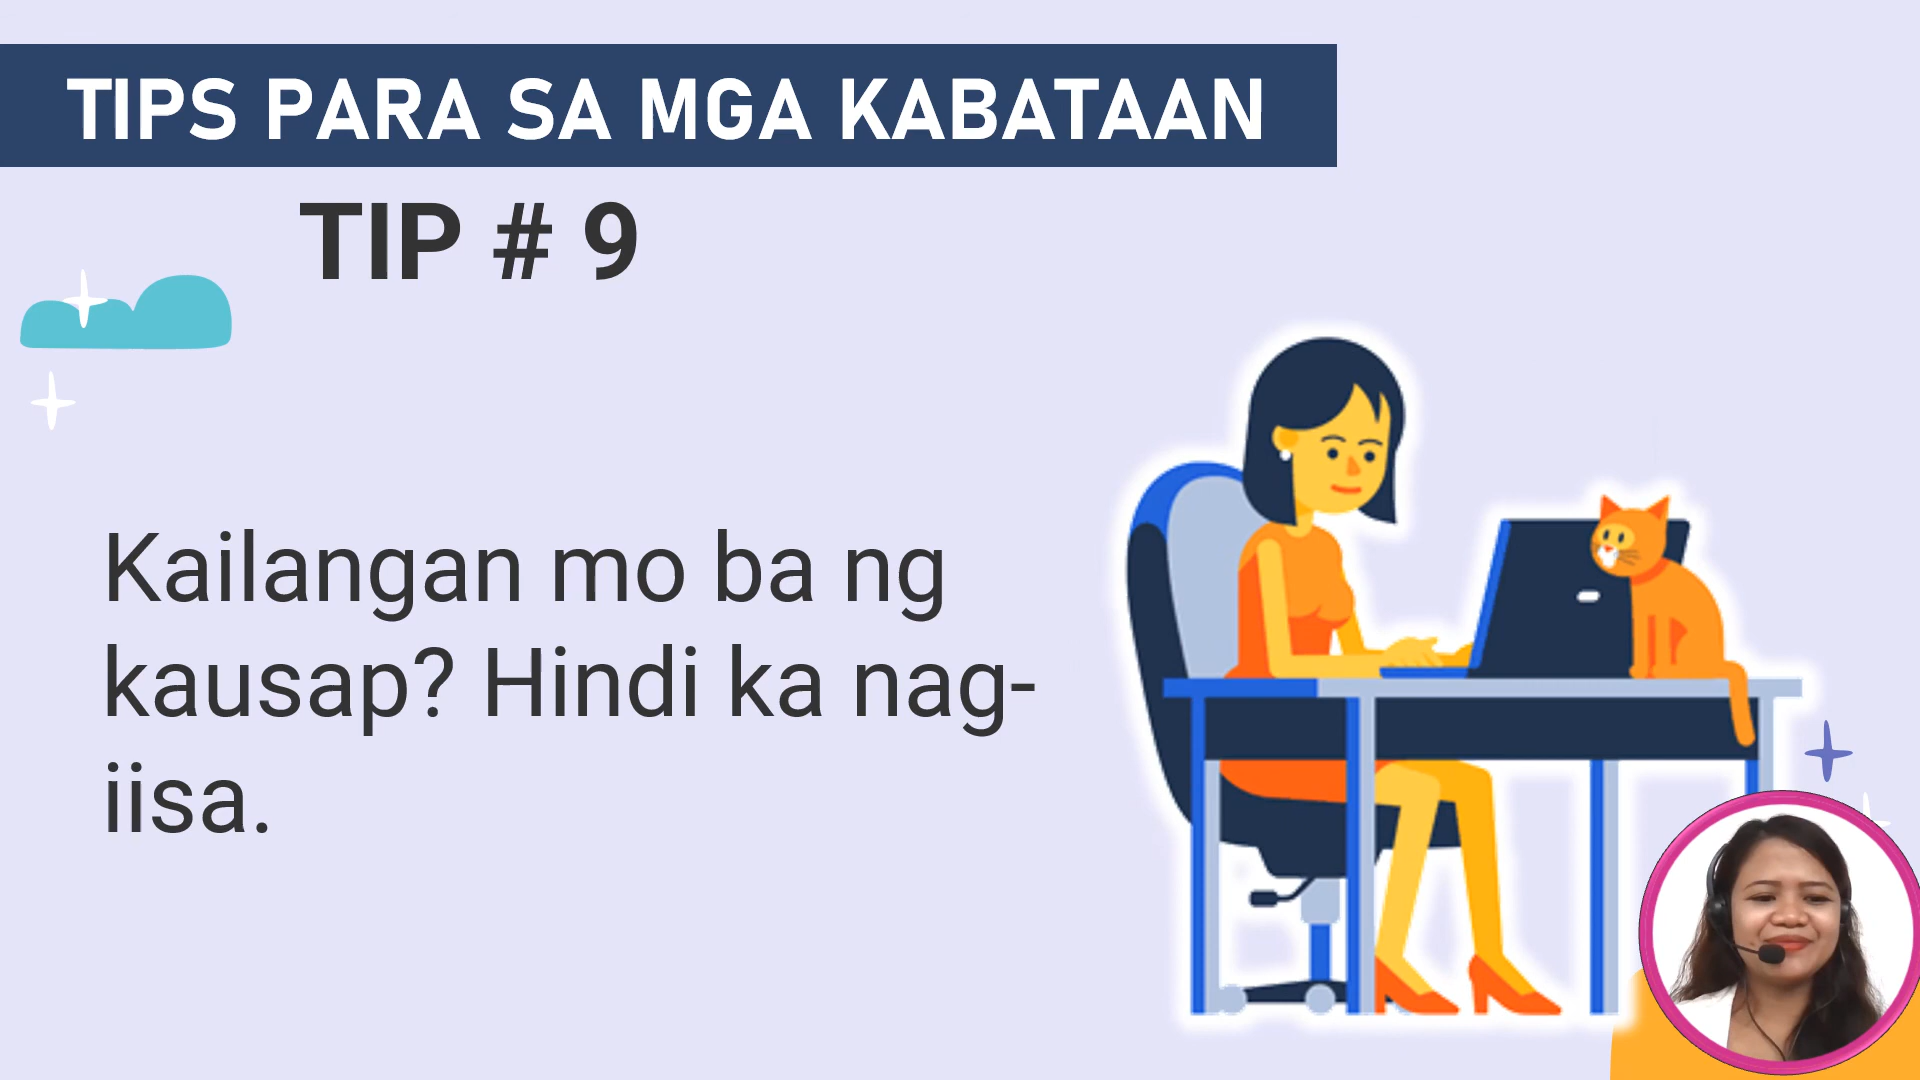 TIPS PARA SA MGA KABATAAN
TIP # 9
Kailangan mo ba ng
kausap? Hindi ka nag-
iisa.